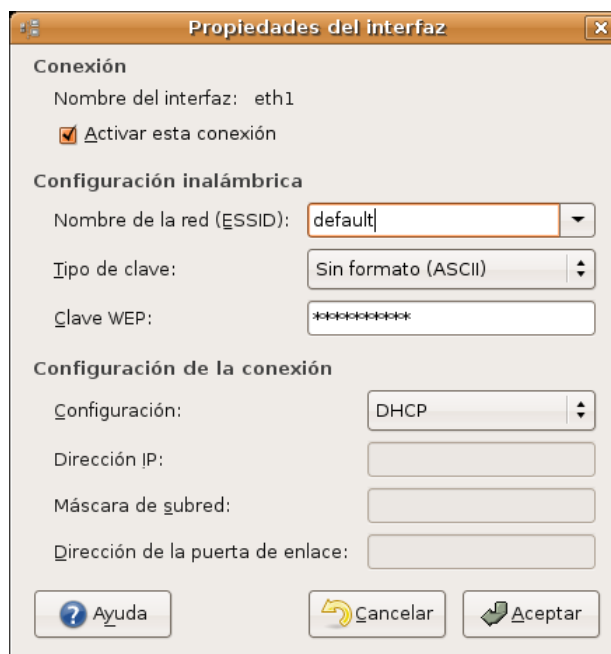 Propiedades del interfaz
Conexión
Nombre del interfaz: eth1
Activar esta conexión
Configuración inalámbrica
Nombre de la red (ESSID): default
Tipo de clave: Sin formato (ASCII)
Clave WEP: **********
Configuración de la conexión
Configuración: DHCP
Dirección IP:
Máscara de subred:
Dirección de la puerta de enlace:
Ayuda Cancelar Aceptar